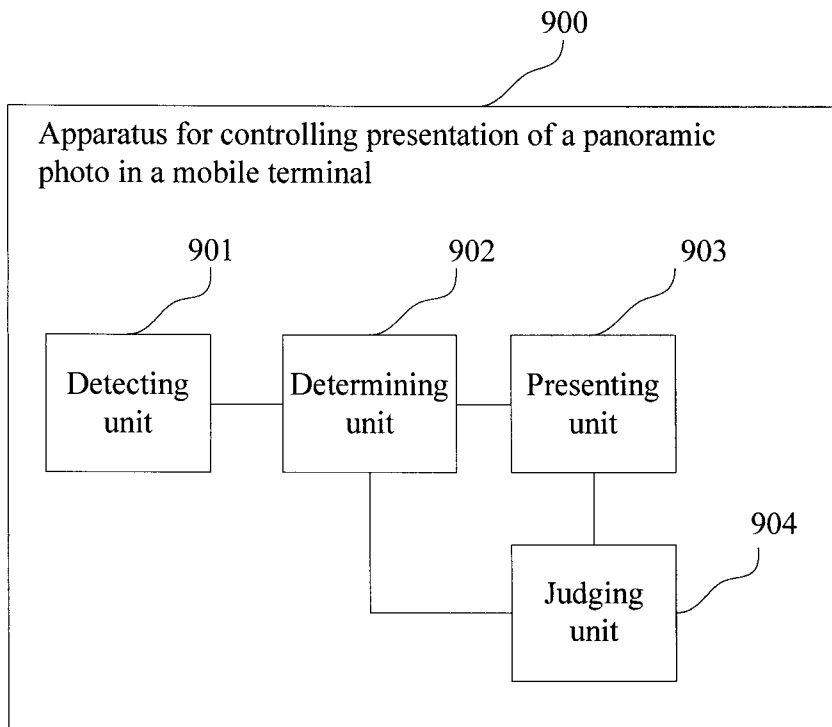 900
Apparatus for controlling presentation of a panoramic
photo in a mobile terminal
901
902
903
Detecting
unit
Determining
unit
Presenting
unit
904
Judging
unit